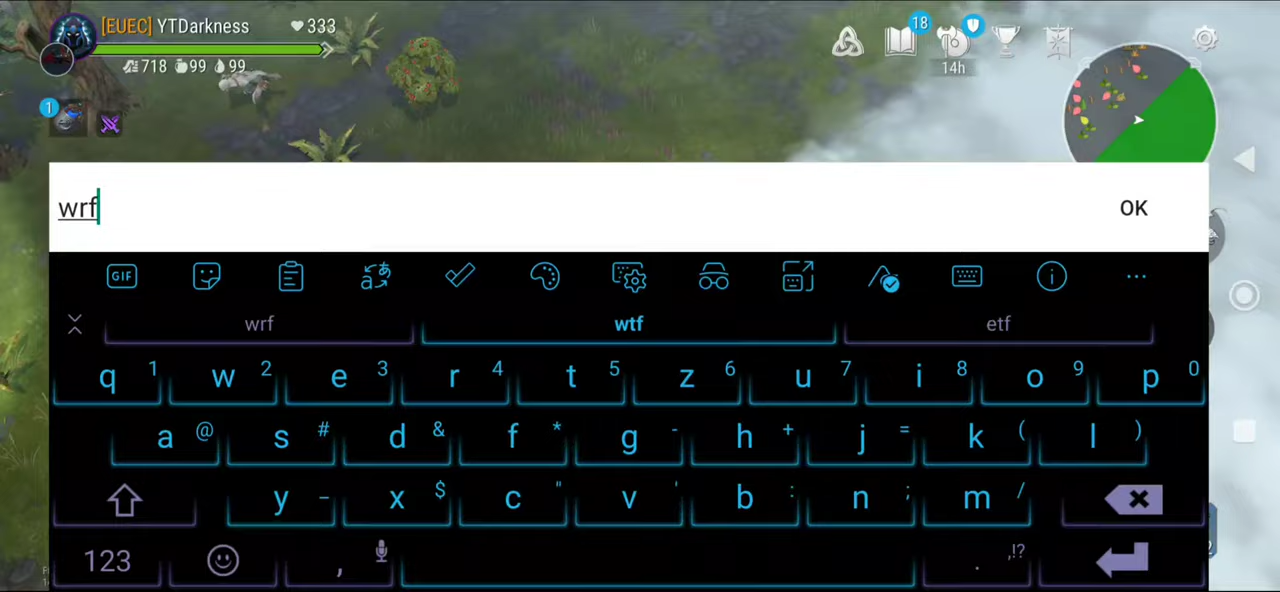 [EUEC] YTDarkness 333
718 99 99
18
14h
1
wrf
OK
GIF
wrf wtf etf
q 1 w 2 e 3 r 4 t 5 z 6 u 7 i 8 o 9 p 0
a @ s # d & f * g - h + j = k ( l )
y _ x $ c " v ' b : n ; m /
123 , . ,!?